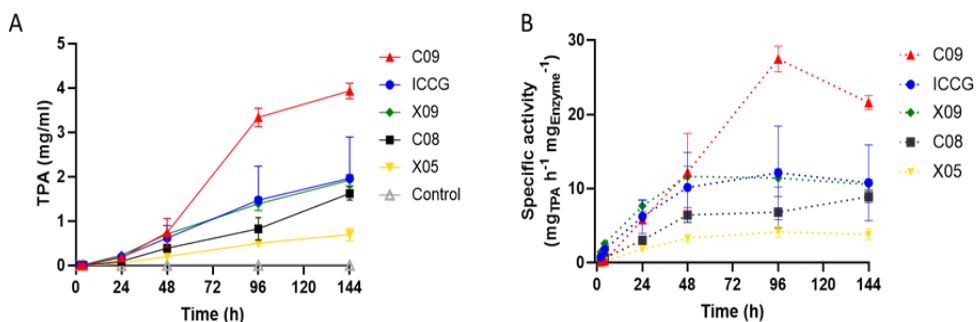 A
TPA (mg/ml)
5
4
3
2
1
0
0 24 48 72 96 120 144
Time (h)
C09
ICCG
X09
C08
X05
Control
B
Specific activity
(mgTPA h-1 mgEnzyme-1)
30
20
10
0
0 24 48 72 96 120 144
Time (h)
C09
ICCG
X09
C08
X05